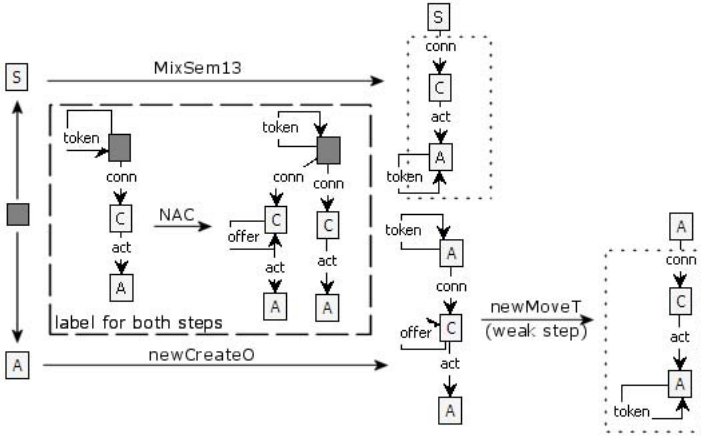 S
MixSem13
S
conn
C
act
A
token
token
conn
C
act
A
NAC
token
conn
conn
C
C
offer
act
act
A
A
label for both steps
A
newCreateO
token
A
conn
offer
C
act
A
newMoveT
(weak step)
A
conn
C
act
A
token